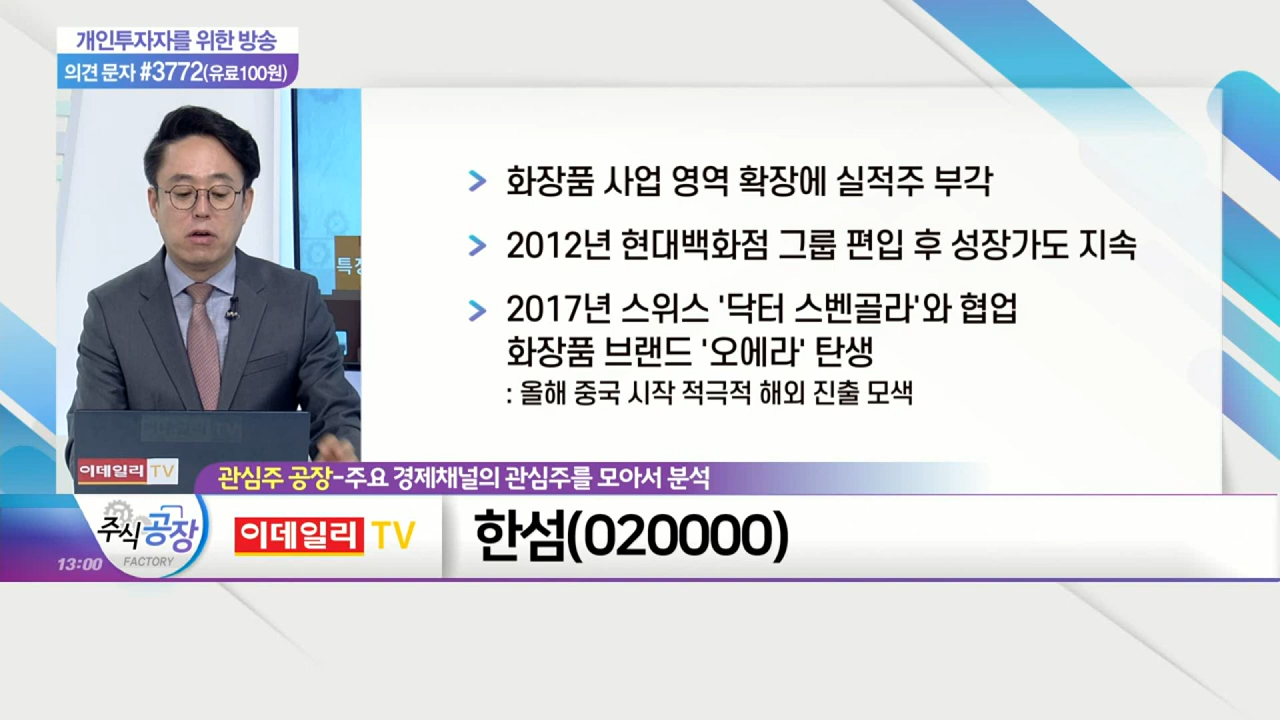 개인투자자를 위한 방송
의견 문자 #3772(유료100원)
화장품 사업 영역 확장에 실적주 부각
2012년 현대백화점 그룹 편입 후 성장가도 지속
2017년 스위스 '닥터 스벤골라'와 협업
화장품 브랜드 '오에라' 탄생
: 올해 중국 시작 적극적 해외 진출 모색
이데일리 TV
관심주 공장-주요 경제채널의 관심주를 모아서 분석
주식공장
FACTORY
13:00
이데일리 TV
한섬(020000)